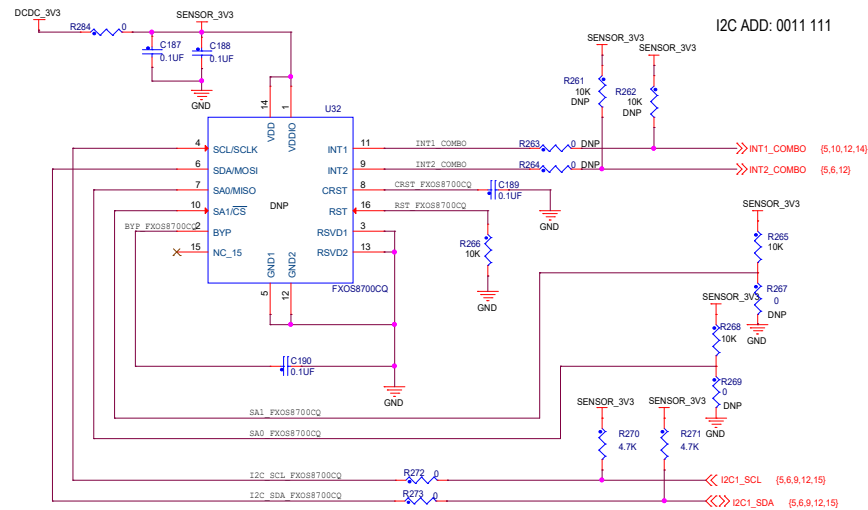 DCDC_3V3
R284
0
SENSOR_3V3
I2C ADD: 0011 111
C187
0.1UF
C188
0.1UF
GND
SENSOR_3V3
SENSOR_3V3
R261
10K
DNP
R262
10K
DNP
U32
14
1
VDD
VDDIO
4
SCL/SCLK
INT1
11
INT1_COMBO
R263
0
DNP
INT1_COMBO
{5,10,12,14}
6
SDA/MOSI
INT2
9
INT2_COMBO
R264
0
DNP
INT2_COMBO
{5,6,12}
7
SA0/MISO
CRST
8
CRST_FXOS8700CQ
C189
0.1UF
GND
DNP
10
SA1/CS
RST
16
RST_FXOS8700CQ
SENSOR_3V3
BYP_FXOS8700CQ
2
BYP
RSVD1
3
R266
10K
GND
R265
10K
15
NC_15
RSVD2
13
GND1
GND2
5
12
FXOS8700CQ
R267
0
DNP
GND
SENSOR_3V3
R268
10K
C190
0.1UF
GND
R269
0
DNP
GND
SENSOR_3V3
SENSOR_3V3
SA1_FXOS8700CQ
SA0_FXOS8700CQ
R270
4.7K
R271
4.7K
I2C_SCL_FXOS8700CQ
R272
0
I2C1_SCL
{5,6,9,12,15}
I2C_SDA_FXOS8700CQ
R273
0
I2C1_SDA
{5,6,9,12,15}